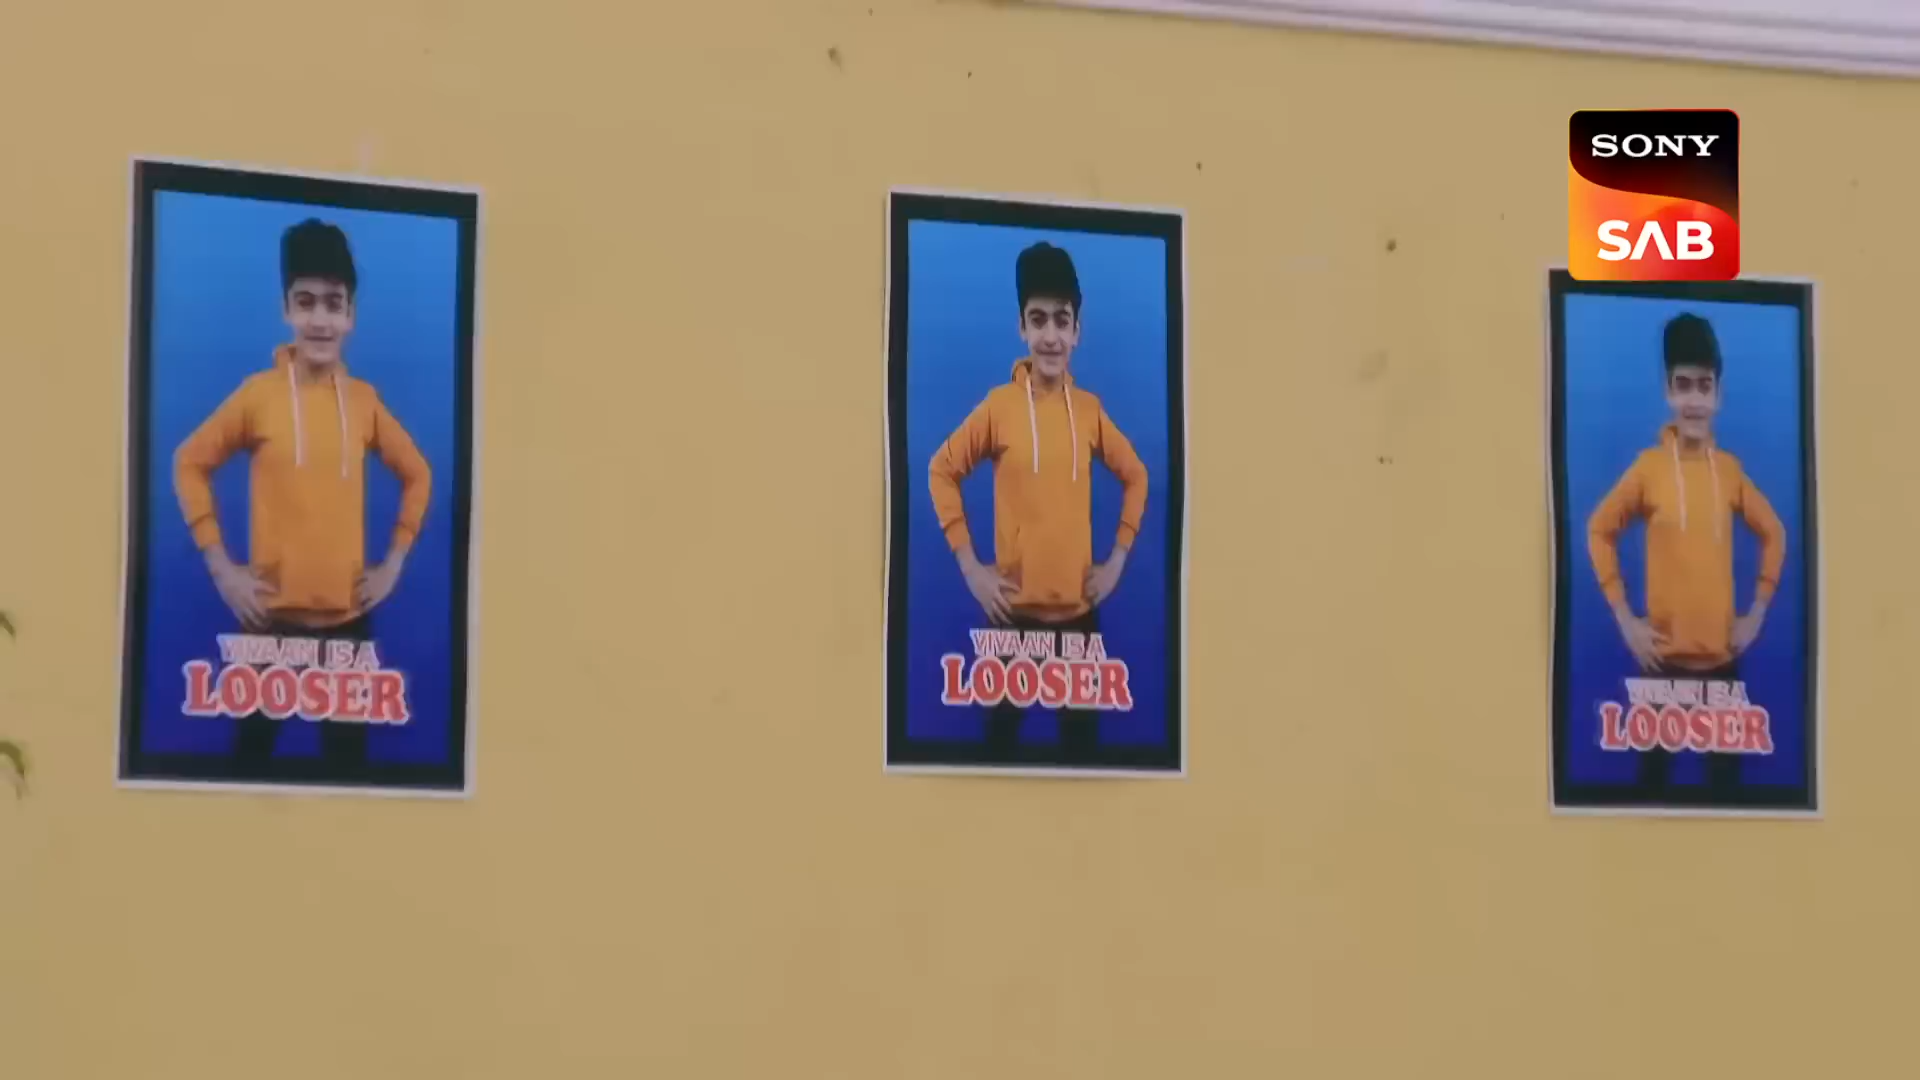 SONY
SAB
VIVAAN IS A
LOOSER
VIVAAN IS A
LOOSER
VIVAAN IS A
LOOSER